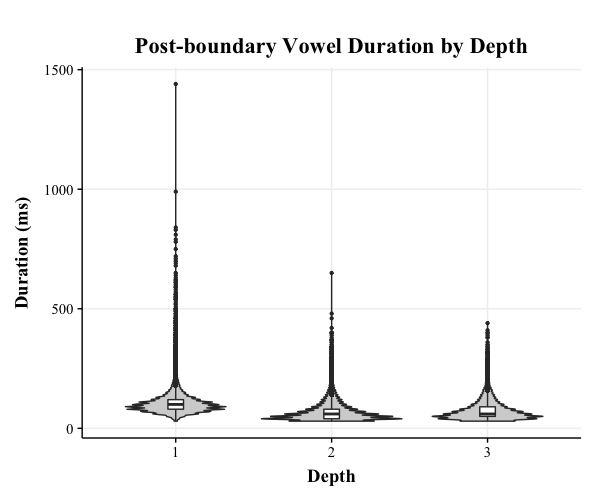 Post-boundary Vowel Duration by Depth
1500
1000
500
0
Duration (ms)
1 2 3
Depth